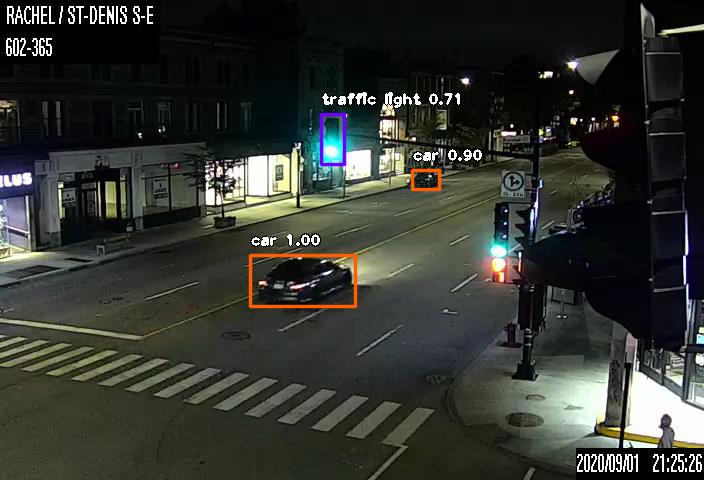 RACHEL / ST-DENIS S-E
602-365
traffic light 0.71
car 0.90
car 1.00
ELUS
2020/09/01 21:25:26